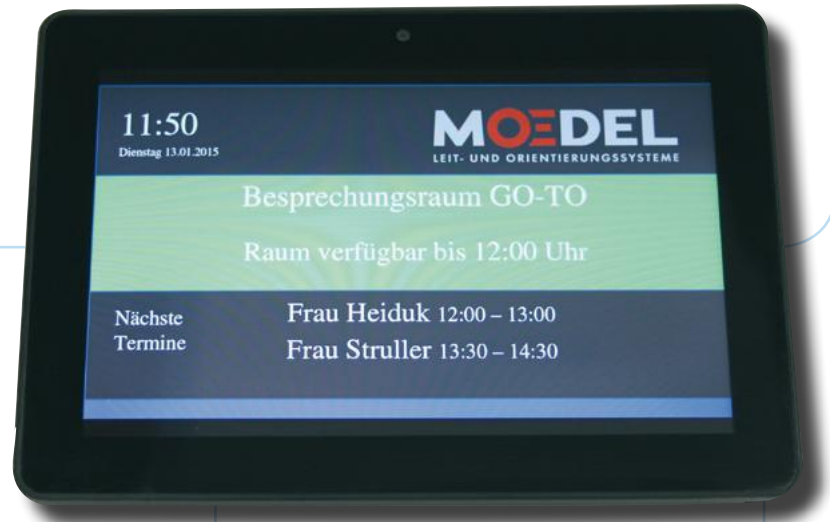 11:50
Dienstag 13.01.2015
MOEDEL
LEIT- UND ORIENTIERUNGSSYSTEME
Besprechungsraum GO-TO
Raum verfügbar bis 12:00 Uhr
Nächste
Termine
Frau Heiduk 12:00 – 13:00
Frau Struller 13:30 – 14:30